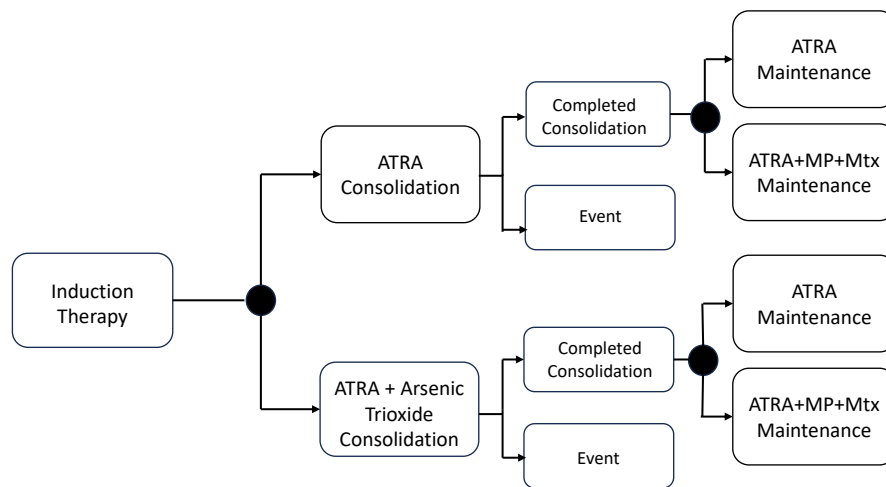 Induction
Therapy
ATRA
Consolidation
Completed
Consolidation
ATRA
Maintenance
ATRA+MP+Mtx
Maintenance
Event
ATRA + Arsenic
Trioxide
Consolidation
Completed
Consolidation
ATRA
Maintenance
ATRA+MP+Mtx
Maintenance
Event